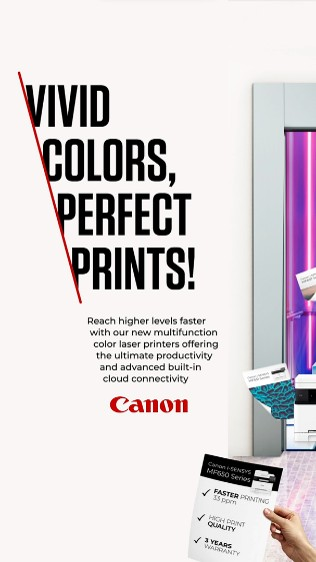 VIVID
COLORS,
PERFECT
PRINTS!
Reach higher levels faster
with our new multifunction
color laser printers offering
the ultimate productivity
and advanced built-in
cloud connectivity
Canon
Canon i-SENSYS
MF650 Series
FASTER PRINTING
33 ppm
HIGH PRINT
QUALITY
3 YEARS
WARRANTY